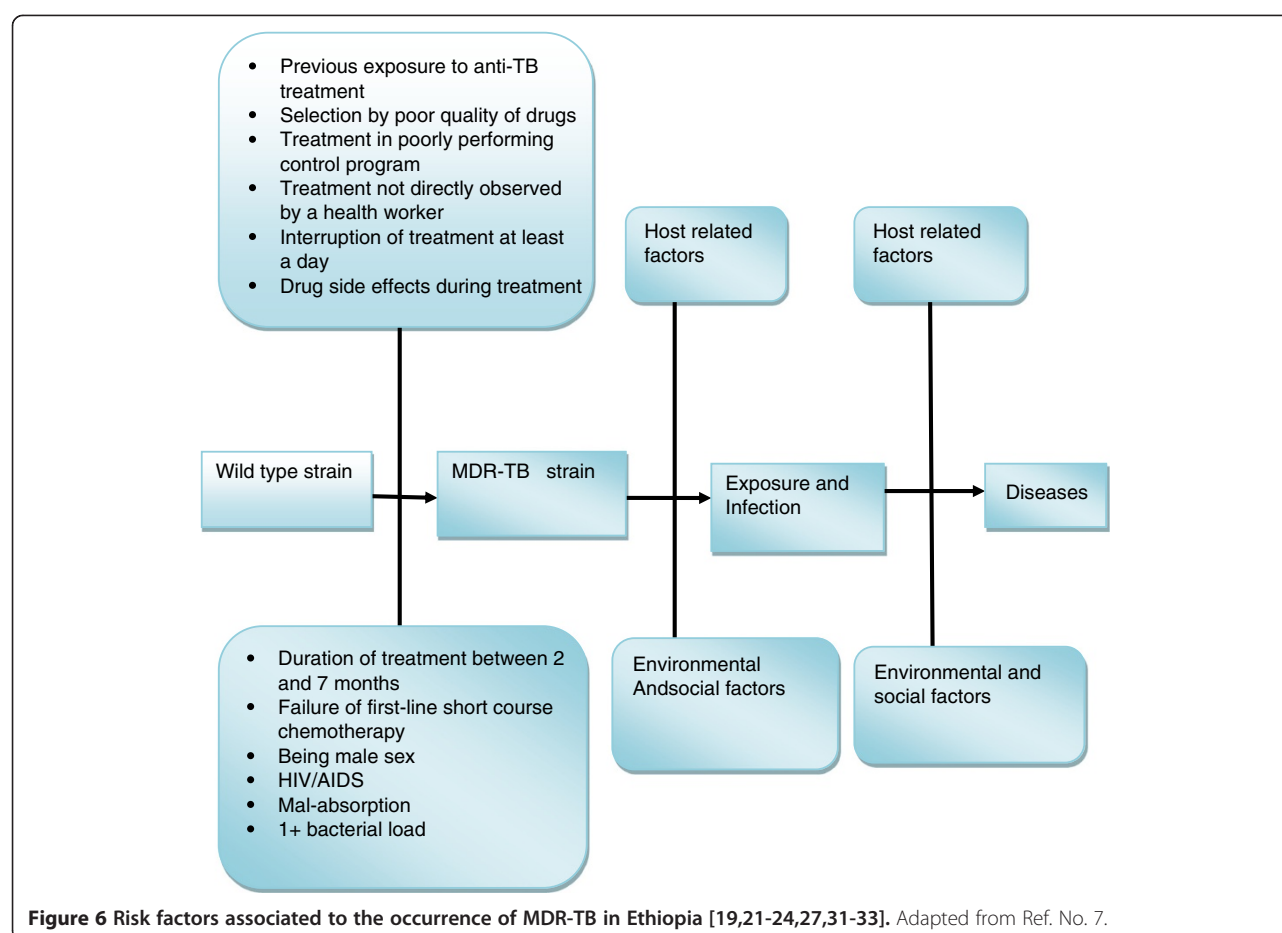 • Previous exposure to anti-TB
treatment
• Selection by poor quality of drugs
• Treatment in poorly performing
control program
• Treatment not directly observed
by a health worker
• Interruption of treatment at least
a day
• Drug side effects during treatment
Host related
factors
Host related
factors
Wild type strain
MDR-TB strain
Exposure and
Infection
Diseases
• Duration of treatment between 2
and 7 months
• Failure of first-line short course
chemotherapy
• Being male sex
• HIV/AIDS
• Mal-absorption
• 1+ bacterial load
Environmental
Andsocial factors
Environmental and
social factors
Figure 6 Risk factors associated to the occurrence of MDR-TB in Ethiopia [19,21-24,27,31-33]. Adapted from Ref. No. 7.